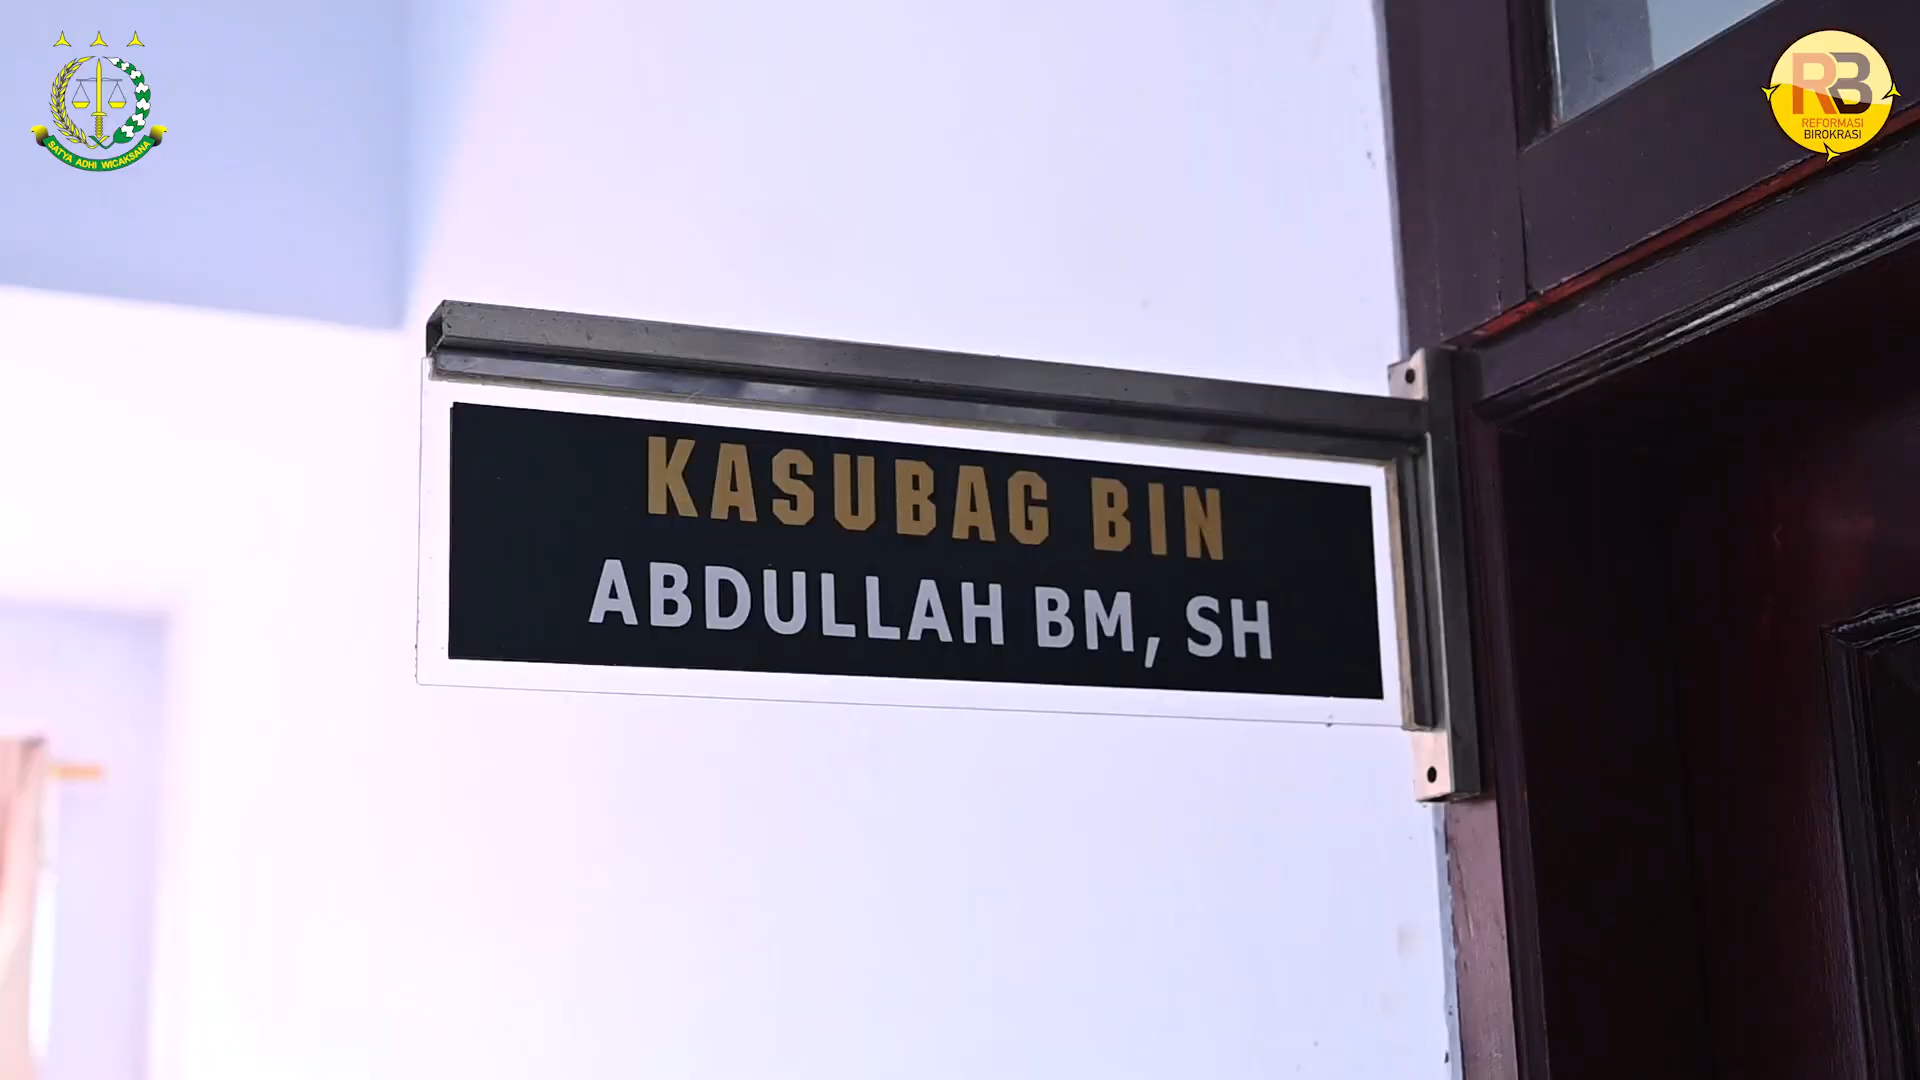 SATYA ADHI WICAKSANA
RB
REFORMASI
BIROKRASI
KASUBAG BIN
ABDULLAH BM, SH